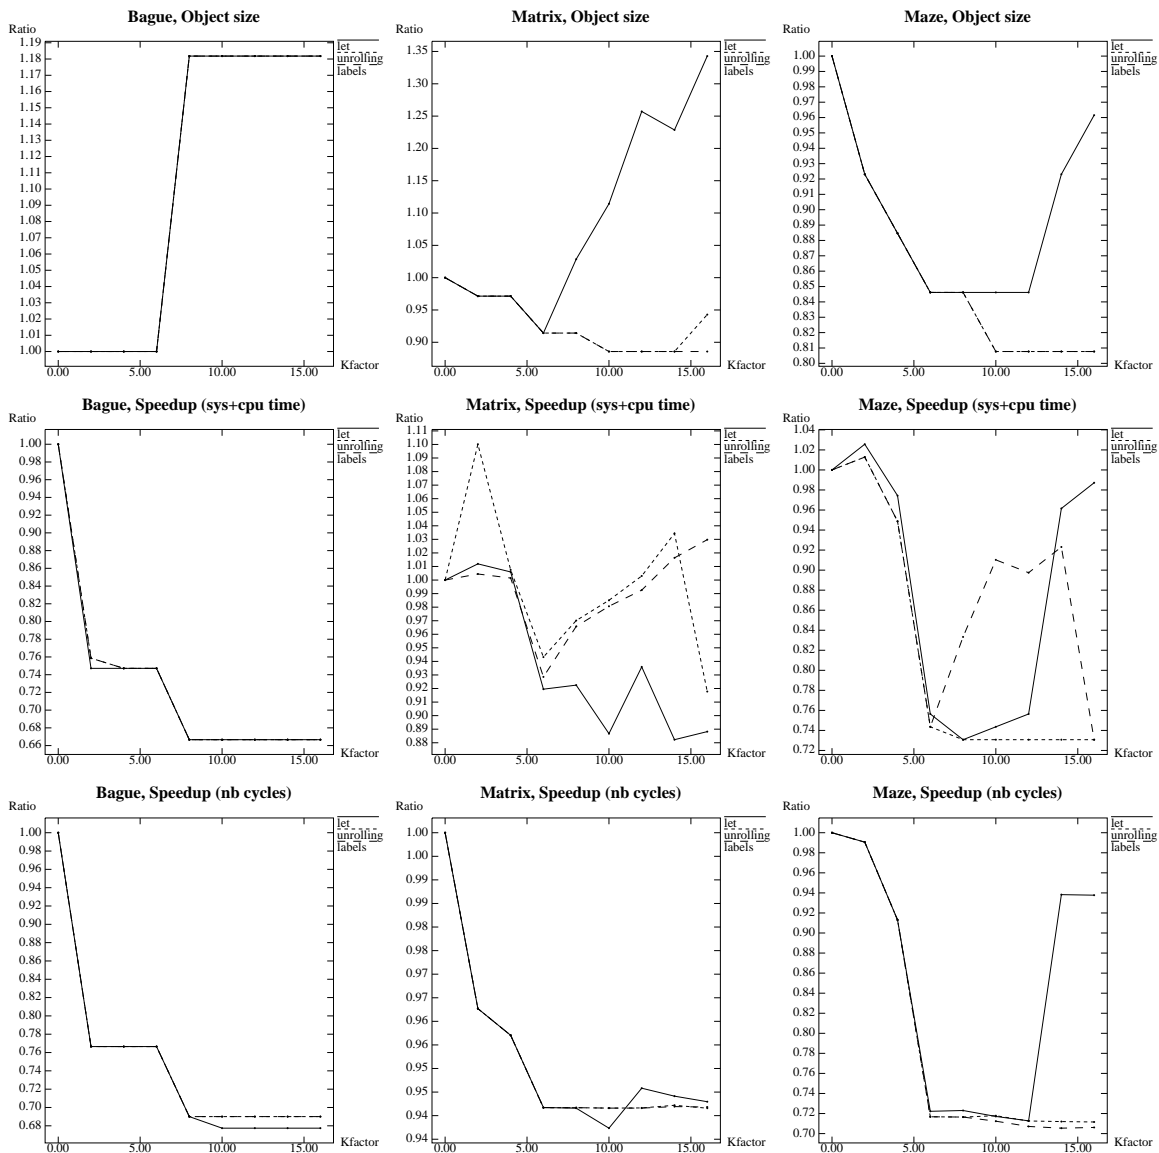 Bague, Object size
Ratio
1.19
1.18
1.17
1.16
1.15
1.14
1.13
1.12
1.11
1.10
1.09
1.08
1.07
1.06
1.05
1.04
1.03
1.02
1.01
1.00
0.00 5.00 10.00 15.00
Kfactor
let
unrolling
labels
Matrix, Object size
Ratio
1.35
1.30
1.25
1.20
1.15
1.10
1.05
1.00
0.95
0.90
0.00 5.00 10.00 15.00
Kfactor
let
unrolling
labels
Maze, Object size
Ratio
1.00
0.99
0.98
0.96
0.95
0.94
0.93
0.92
0.91
0.90
0.89
0.88
0.87
0.86
0.85
0.84
0.83
0.82
0.81
0.80
0.00 5.00 10.00 15.00
Kfactor
let
unrolling
labels
Bague, Speedup (sys+cpu time)
Ratio
1.00
0.98
0.96
0.94
0.92
0.90
0.88
0.86
0.84
0.82
0.80
0.78
0.76
0.74
0.72
0.70
0.68
0.66
0.00 5.00 10.00 15.00
Kfactor
let
unrolling
labels
Matrix, Speedup (sys+cpu time)
Ratio
1.10
1.10
1.09
1.08
1.07
1.06
1.05
1.04
1.03
1.02
1.01
1.00
0.99
0.98
0.97
0.96
0.95
0.94
0.93
0.92
0.91
0.90
0.89
0.88
0.00 5.00 10.00 15.00
Kfactor
let
unrolling
labels
Maze, Speedup (sys+cpu time)
Ratio
1.04
1.02
1.00
0.98
0.96
0.94
0.92
0.90
0.88
0.86
0.84
0.82
0.80
0.78
0.76
0.74
0.72
0.00 5.00 10.00 15.00
Kfactor
let
unrolling
labels
Bague, Speedup (nb cycles)
Ratio
1.00
0.98
0.96
0.94
0.92
0.90
0.88
0.86
0.84
0.82
0.80
0.78
0.76
0.74
0.72
0.70
0.68
0.00 5.00 10.00 15.00
Kfactor
let
unrolling
labels
Matrix, Speedup (nb cycles)
Ratio
1.00
0.99
0.99
0.98
0.98
0.97
0.97
0.96
0.96
0.95
0.95
0.94
0.94
0.00 5.00 10.00 15.00
Kfactor
let
unrolling
labels
Maze, Speedup (nb cycles)
Ratio
1.00
0.98
0.96
0.94
0.92
0.90
0.88
0.86
0.84
0.82
0.80
0.78
0.76
0.74
0.72
0.70
0.00 5.00 10.00 15.00
Kfactor
let
unrolling
labels